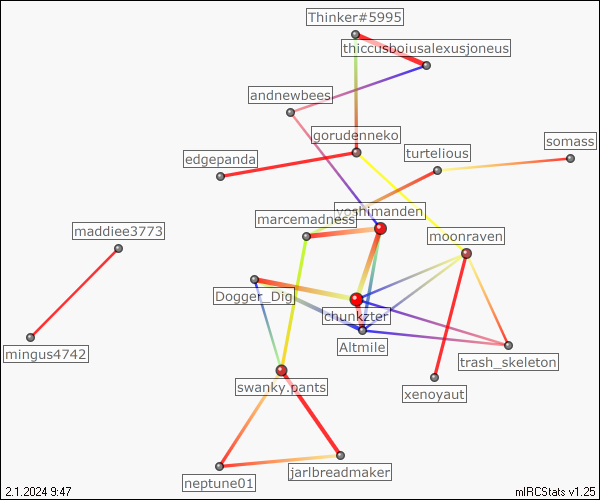 Thinker#5995
thiccusboiusalexusjoneus
andnewbees
gorudenneko
somass
turtelious
edgepanda
yoshimanden
marcemadness
maddiee3773
moonraven
Dogger_Dig
chunkzter
Altmile
mingus4742
trash_skeleton
swanky.pants
xenoyaut
jarlbreadmaker
neptune01
2.1.2024 9:47
mIRCStats v1.25